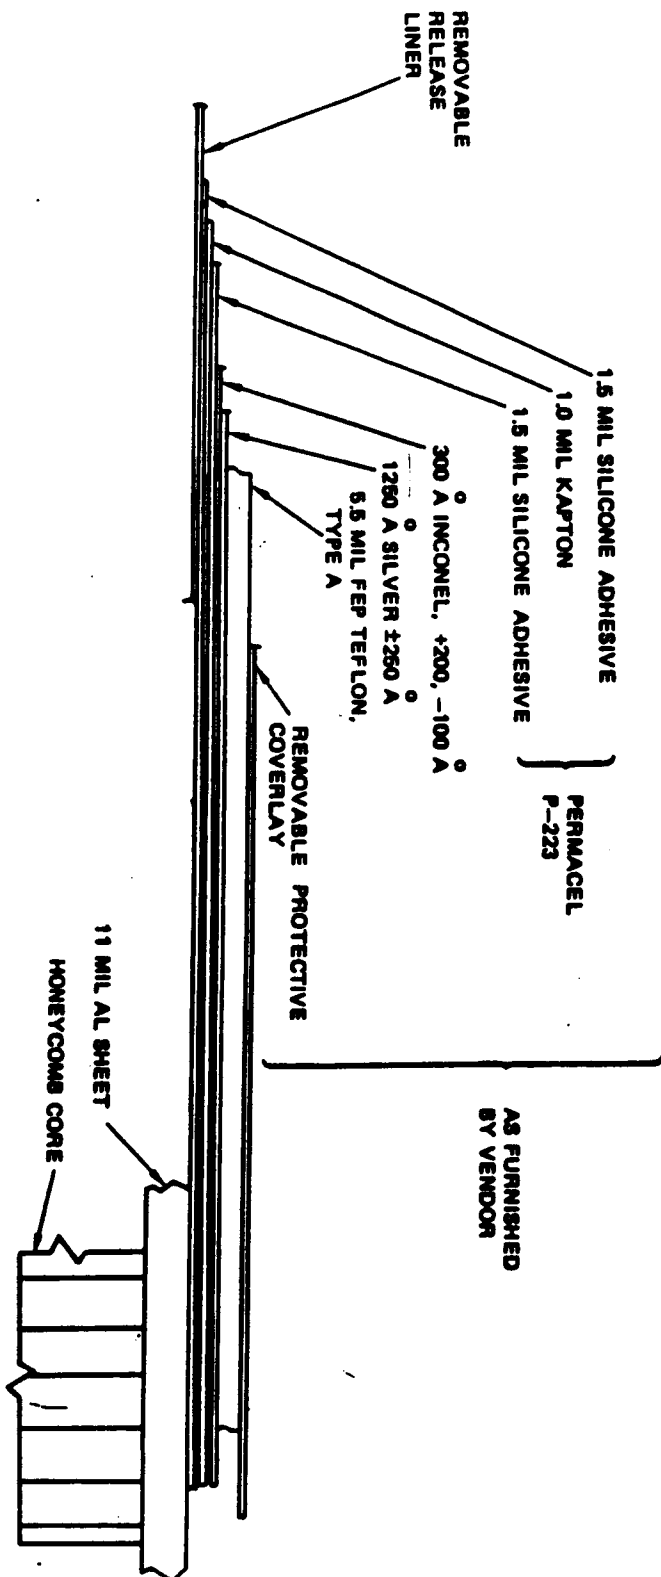 REMOVABLE
RELEASE
LINER
1.5 MIL SILICONE ADHESIVE
1.0 MIL KAPTON
1.5 MIL SILICONE ADHESIVE
PERMACEL
P-223
300 Å INCONEL, +200, -100 Å
1250 Å SILVER ±250 Å
5.5 MIL FEP TEFLON,
TYPE A
REMOVABLE PROTECTIVE
COVERLAY
AS FURNISHED
BY VENDOR
11 MIL AL SHEET
HONEYCOMB CORE